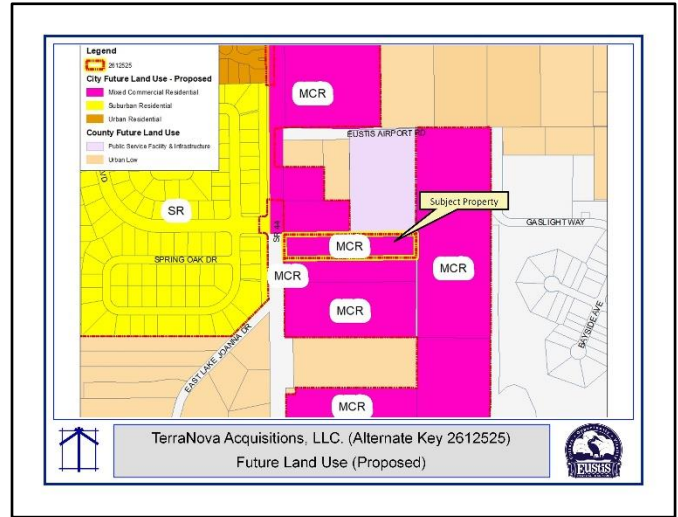 Legend
2612525
City Future Land Use - Proposed
Mixed Commercial Residential
Suburban Residential
Urban Residential
County Future Land Use
Public Service Facility & Infrastructure
Urban Low
MCR
EUSTIS AIRPORT RD
Subject Property
SR
SR 44
MCR
GASLIGHT WAY
SPRING OAK DR
MCR
MCR
MCR
BAYSIDE AVE
EAST LAKE JOANNA DR
MCR
TerraNova Acquisitions, LLC. (Alternate Key 2612525)
Future Land Use (Proposed)
EUSTIS